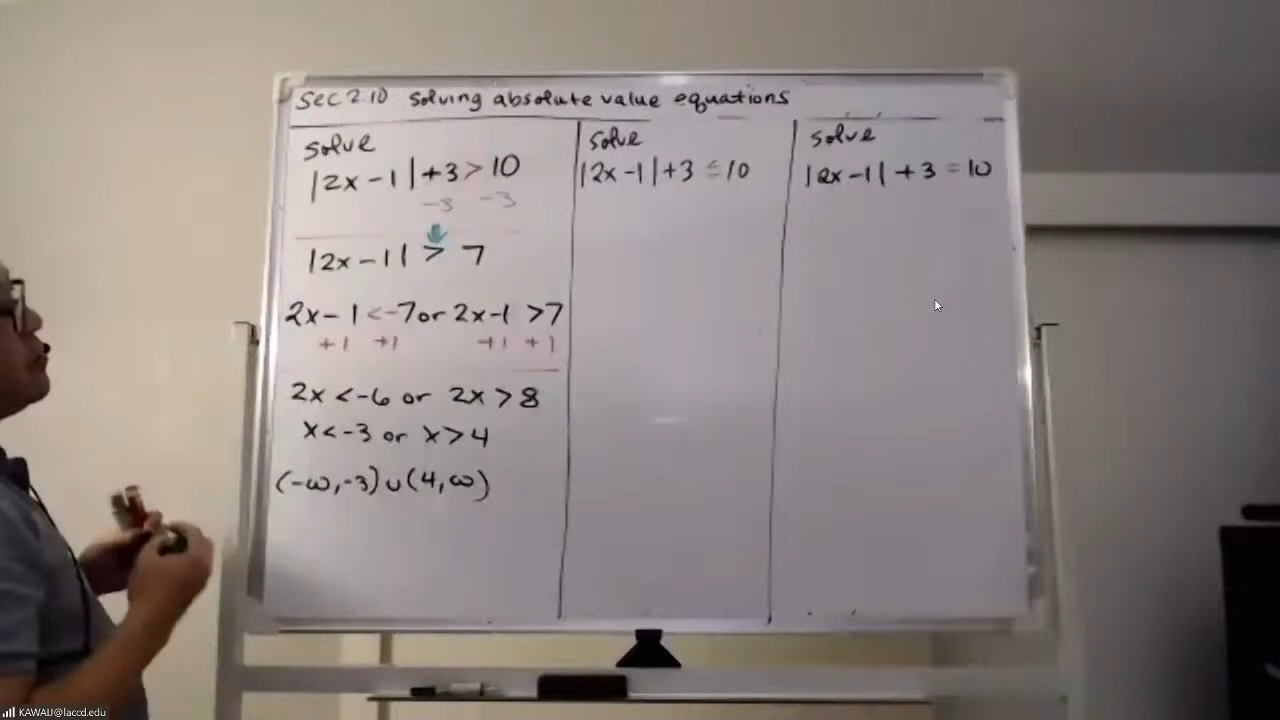 Sec 2.10 Solving absolute value equations
solve
|2x-1|+3>10
-3 -3
|2x-1| > 7
2x-1<-7 or 2x-1>7
+1 +1 +1 +1
2x<-6 or 2x>8
x<-3 or x>4
(-∞,-3)∪(4,∞)
solve
|2x-1|+3≤10
solve
|2x-1|+3=10
KAWAIJ@laccd.edu